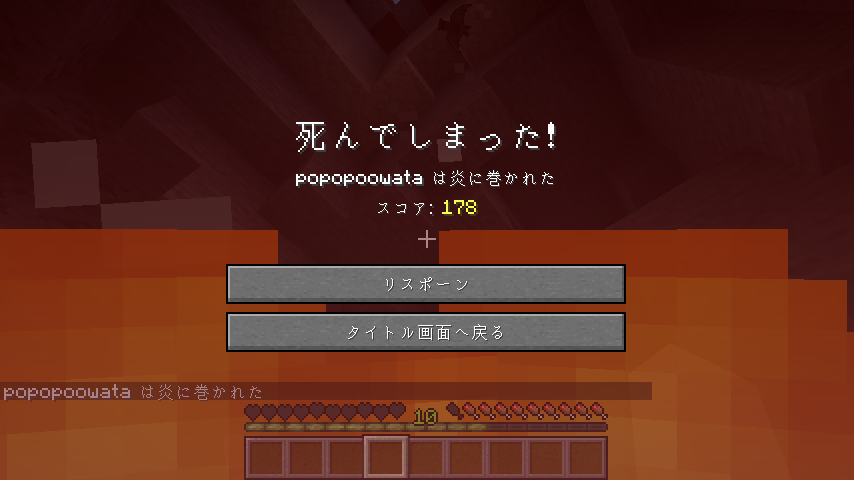 死んでしまった!
popopoowata は炎に巻かれた
スコア: 178
リスポーン
タイトル画面へ戻る
popopoowata は炎に巻かれた
10